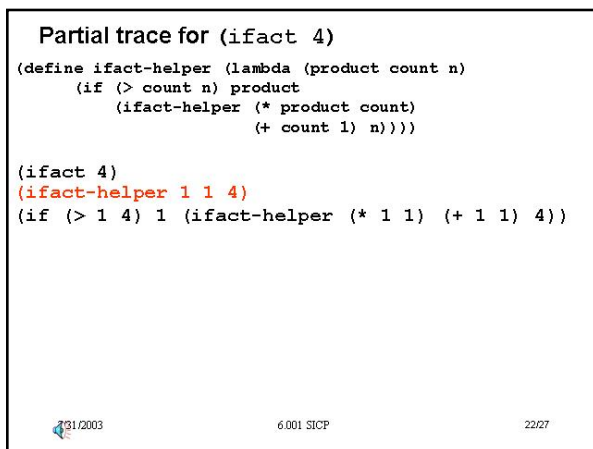 Partial trace for (ifact 4)
(define ifact-helper (lambda (product count n)
(if (> count n) product
(ifact-helper (* product count)
(+ count 1) n))))
(ifact 4)
(ifact-helper 1 1 4)
(if (> 1 4) 1 (ifact-helper (* 1 1) (+ 1 1) 4))
/31/2003
6.001 SICP
22/27